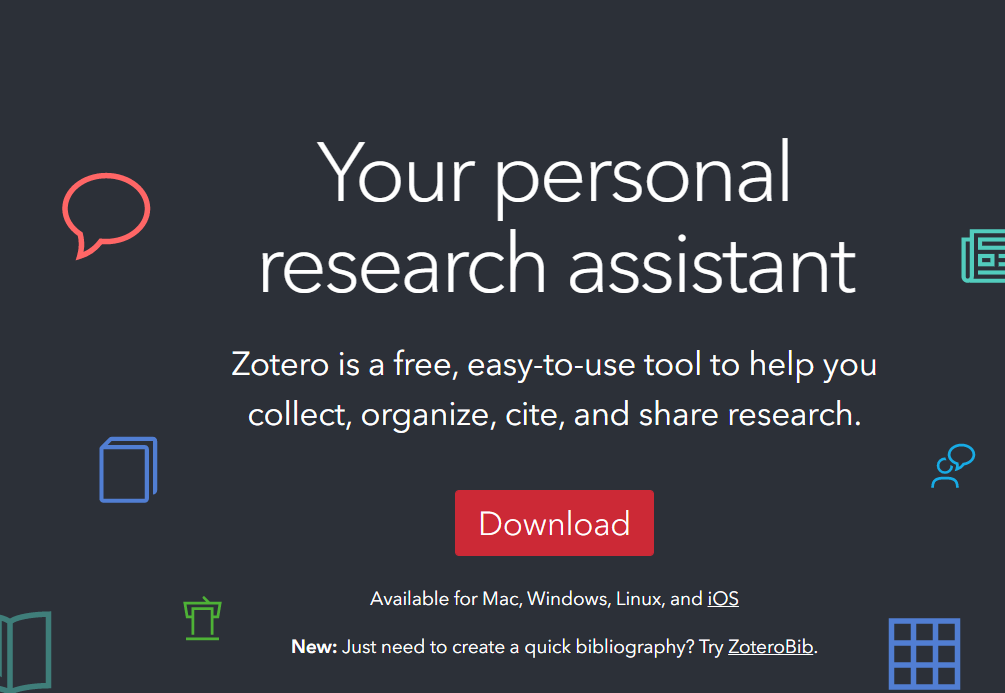 Your personal
research assistant
Zotero is a free, easy-to-use tool to help you
collect, organize, cite, and share research.
Download
Available for Mac, Windows, Linux, and iOS
New: Just need to create a quick bibliography? Try ZoteroBib.